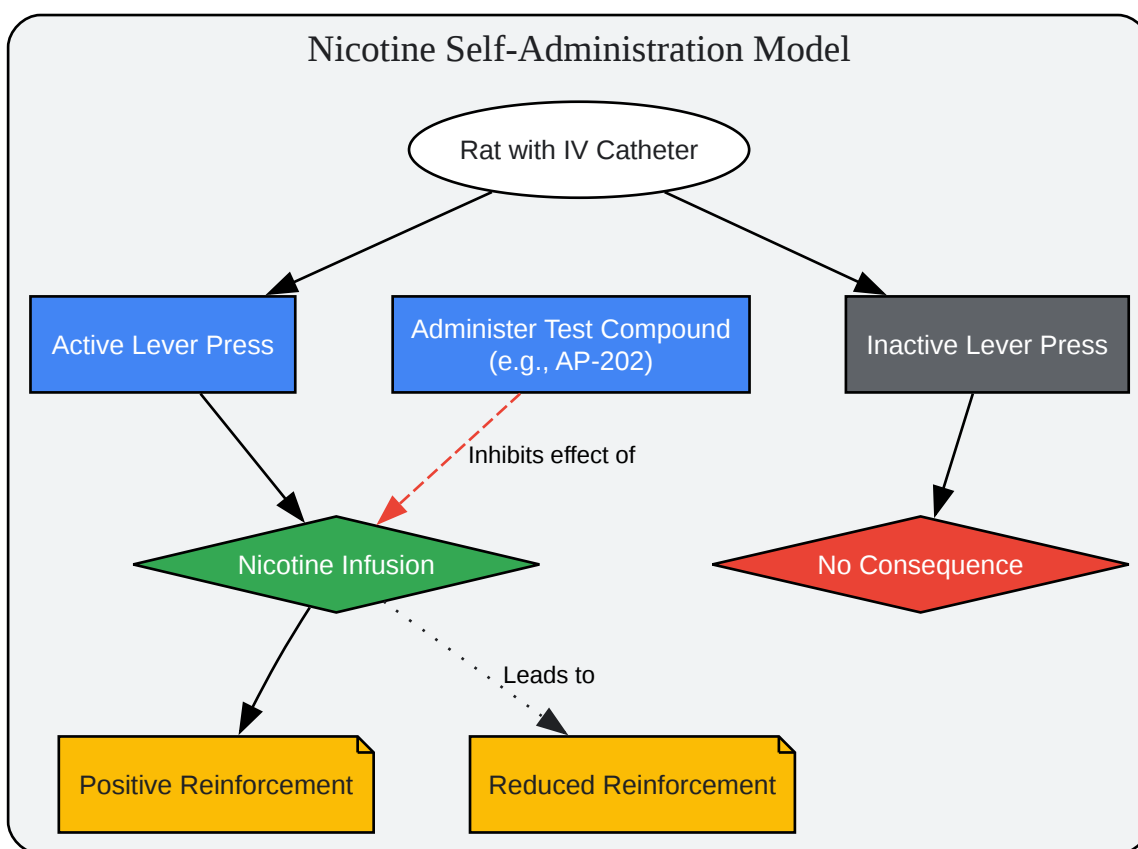 Nicotine Self-Administration Model
Rat with IV Catheter
Active Lever Press
Administer Test Compound
(e.g., AP-202)
Inactive Lever Press
Inhibits effect of
Nicotine Infusion
No Consequence
Leads to
Positive Reinforcement
Reduced Reinforcement